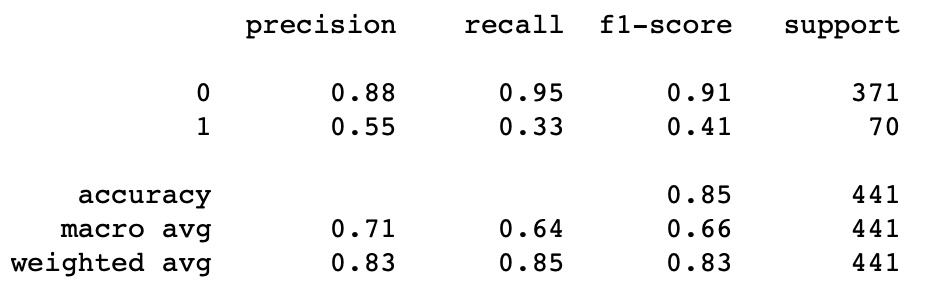 precision recall f1-score support
0 0.88 0.95 0.91 371
1 0.55 0.33 0.41 70
accuracy 0.85 441
macro avg 0.71 0.64 0.66 441
weighted avg 0.83 0.85 0.83 441